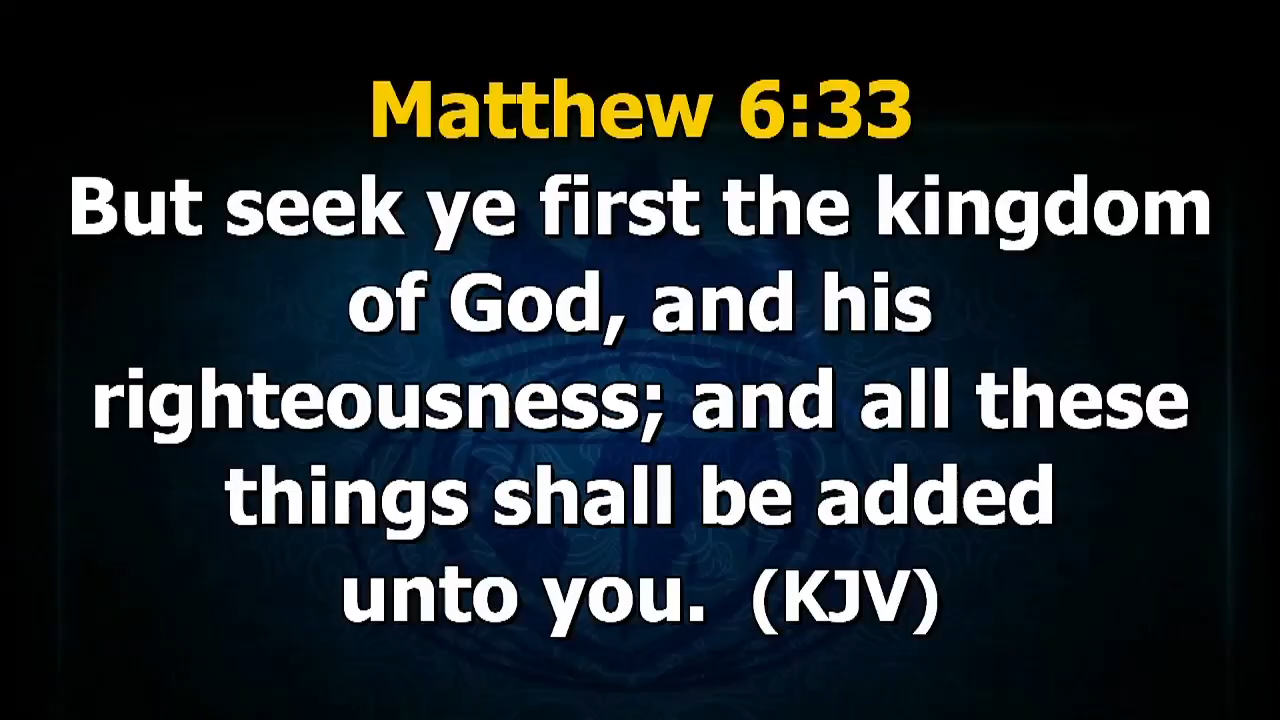 Matthew 6:33
But seek ye first the kingdom
of God, and his
righteousness; and all these
things shall be added
unto you.  (KJV)